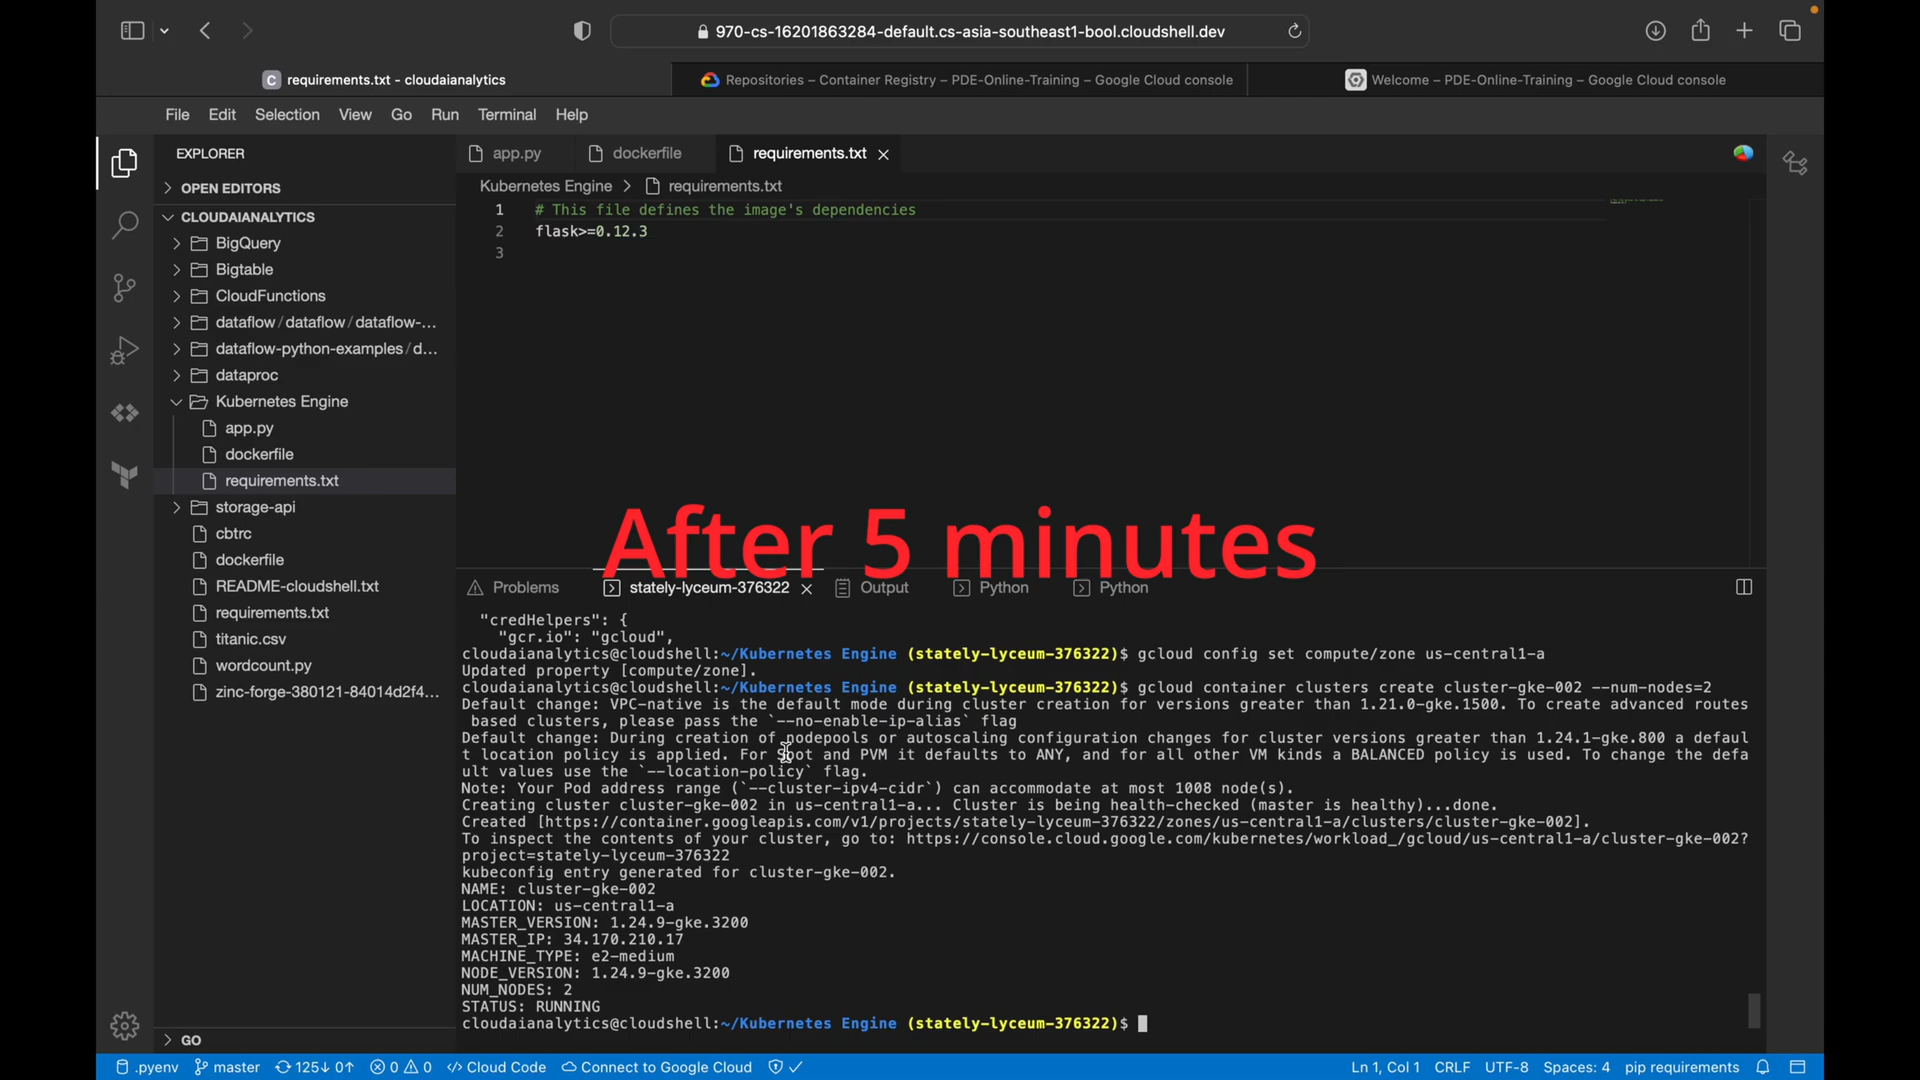 970-cs-16201863284-default.cs-asia-southeast1-bool.cloudshell.dev
C requirements.txt - cloudaianalytics
Repositories – Container Registry – PDE-Online-Training – Google Cloud console
Welcome – PDE-Online-Training – Google Cloud console
File Edit Selection View Go Run Terminal Help
EXPLORER
OPEN EDITORS
CLOUDAIANALYTICS
BigQuery
Bigtable
CloudFunctions
dataflow / dataflow / dataflow-...
dataflow-python-examples / d...
dataproc
Kubernetes Engine
app.py
dockerfile
requirements.txt
storage-api
cbtrc
dockerfile
README-cloudshell.txt
requirements.txt
titanic.csv
wordcount.py
zinc-forge-380121-84014d2f4...
GO
app.py dockerfile requirements.txt
Kubernetes Engine > requirements.txt
1 # This file defines the image's dependencies
2 flask>=0.12.3
3
After 5 minutes
Problems stately-lyceum-376322 Output Python Python
"credHelpers": {
"gcr.io": "gcloud",
cloudaianalytics@cloudshell:~/Kubernetes Engine (stately-lyceum-376322)$ gcloud config set compute/zone us-central1-a
Updated property [compute/zone].
cloudaianalytics@cloudshell:~/Kubernetes Engine (stately-lyceum-376322)$ gcloud container clusters create cluster-gke-002 --num-nodes=2
Default change: VPC-native is the default mode during cluster creation for versions greater than 1.21.0-gke.1500. To create advanced routes
based clusters, please pass the `--no-enable-ip-alias` flag
Default change: During creation of nodepools or autoscaling configuration changes for cluster versions greater than 1.24.1-gke.800 a defaul
t location policy is applied. For Spot and PVM it defaults to ANY, and for all other VM kinds a BALANCED policy is used. To change the defa
ult values use the `--location-policy` flag.
Note: Your Pod address range (`--cluster-ipv4-cidr`) can accommodate at most 1008 node(s).
Creating cluster cluster-gke-002 in us-central1-a... Cluster is being health-checked (master is healthy)...done.
Created [https://container.googleapis.com/v1/projects/stately-lyceum-376322/zones/us-central1-a/clusters/cluster-gke-002].
To inspect the contents of your cluster, go to: https://console.cloud.google.com/kubernetes/workload_/gcloud/us-central1-a/cluster-gke-002?
project=stately-lyceum-376322
kubeconfig entry generated for cluster-gke-002.
NAME: cluster-gke-002
LOCATION: us-central1-a
MASTER_VERSION: 1.24.9-gke.3200
MASTER_IP: 34.170.210.17
MACHINE_TYPE: e2-medium
NODE_VERSION: 1.24.9-gke.3200
NUM_NODES: 2
STATUS: RUNNING
cloudaianalytics@cloudshell:~/Kubernetes Engine (stately-lyceum-376322)$
.pyenv master 125↓ 0↑ 0 0 </> Cloud Code Connect to Google Cloud Ln 1, Col 1 CRLF UTF-8 Spaces: 4 pip requirements